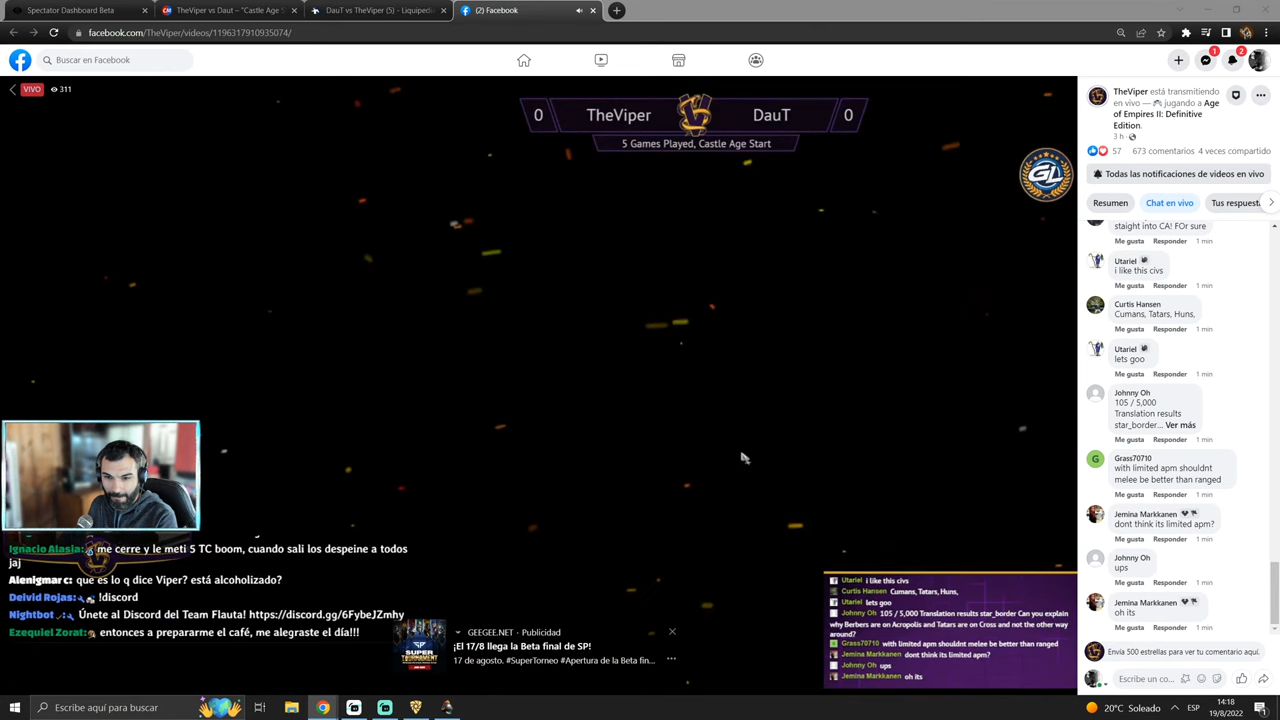 Spectator Dashboard Beta
TheViper vs Daut – "Castle Age S
DauT vs TheViper (5) - Liquipedi
(2) Facebook
facebook.com/TheViper/videos/1196317910935074/
Buscar en Facebook
1
2
VIVO
311
0
TheViper
DauT
0
5 Games Played, Castle Age Start
GL
TheViper está transmitiendo
en vivo — 🎮 jugando a Age
of Empires II: Definitive
Edition.
3 h
57
673 comentarios
4 veces compartido
Todas las notificaciones de videos en vivo
Resumen
Chat en vivo
Tus respuest
staight into CA! FOr sure
Me gusta
Responder
1 min
Utariel
i like this civs
Me gusta
Responder
1 min
Curtis Hansen
Cumans, Tatars, Huns,
Me gusta
Responder
1 min
Utariel
lets goo
Me gusta
Responder
1 min
Johnny Oh
105 / 5,000
Translation results
star_border... Ver más
Me gusta
Responder
1 min
Grass70710
with limited apm shouldnt
melee be better than ranged
Me gusta
Responder
1 min
Jemina Markkanen
dont think its limited apm?
Me gusta
Responder
1 min
Johnny Oh
ups
Me gusta
Responder
1 min
Jemina Markkanen
oh its
Me gusta
Responder
1 min
Envía 500 estrellas para ver tu comentario aquí.
Escribe un co...
Ignacio Alasia: me cerre y le meti 5 TC boom, cuando sali los despeine a todos
jaj
Alenigmarc: que es lo q dice Viper? está alcoholizado?
Deivid Rojas: !discord
Nightbot: Únete al Discord del Team Flauta! https://discord.gg/6FybeJZmhy
Ezequiel Zorat: entonces a prepararme el café, me alegraste el día!!!
SUPER
TOURNAMENT
GEEGEE.NET · Publicidad
¡El 17/8 llega la Beta final de SP!
17 de agosto. #SuperTorneo #Apertura de la Beta fin...
Utariel i like this civs
Curtis Hansen Cumans, Tatars, Huns,
Utariel lets goo
Johnny Oh 105 / 5,000 Translation results star_border Can you explain
why Berbers are on Acropolis and Tatars are on Cross and not the other way
around?
Grass70710 with limited apm shouldnt melee be better than ranged
Jemina Markkanen dont think its limited apm?
Johnny Oh ups
Jemina Markkanen oh its
G
Escribe aquí para buscar
20°C Soleado
ESP
14:18
19/8/2022
1